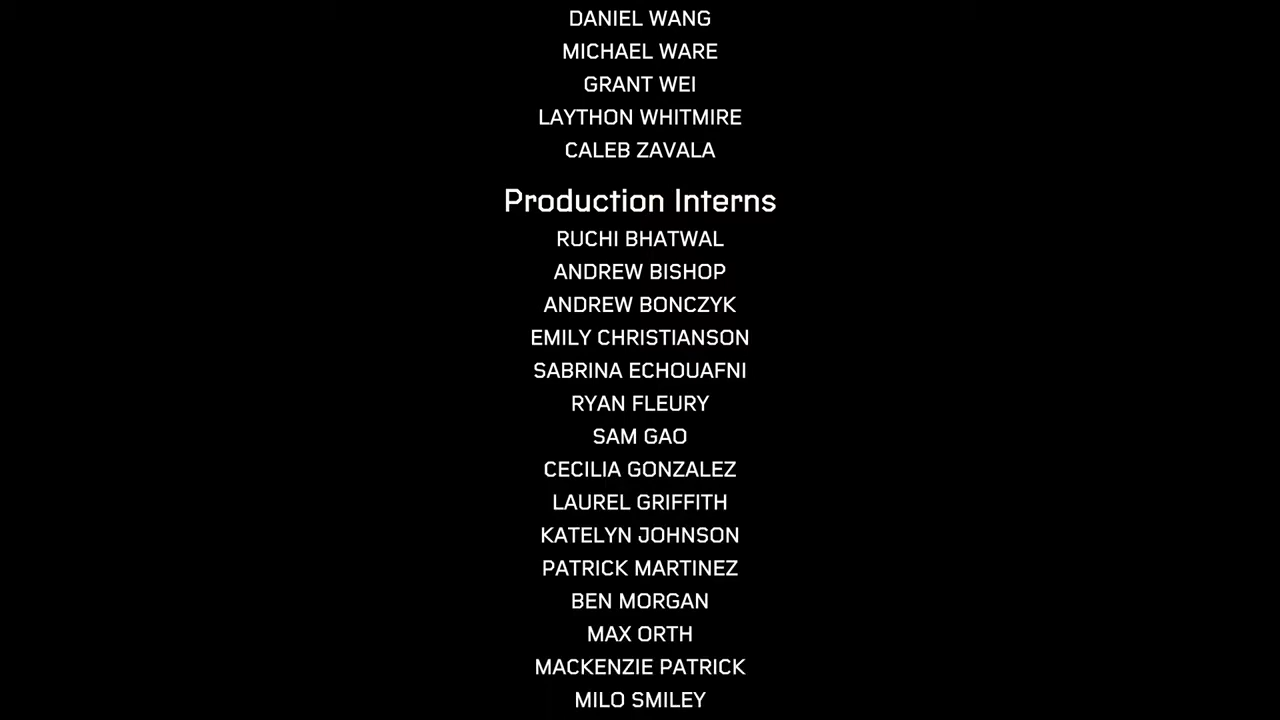 DANIEL WANG
MICHAEL WARE
GRANT WEI
LAYTHON WHITMIRE
CALEB ZAVALA
Production Interns
RUCHI BHATWAL
ANDREW BISHOP
ANDREW BONCZYK
EMILY CHRISTIANSON
SABRINA ECHOUAFNI
RYAN FLEURY
SAM GAO
CECILIA GONZALEZ
LAUREL GRIFFITH
KATELYN JOHNSON
PATRICK MARTINEZ
BEN MORGAN
MAX ORTH
MACKENZIE PATRICK
MILO SMILEY